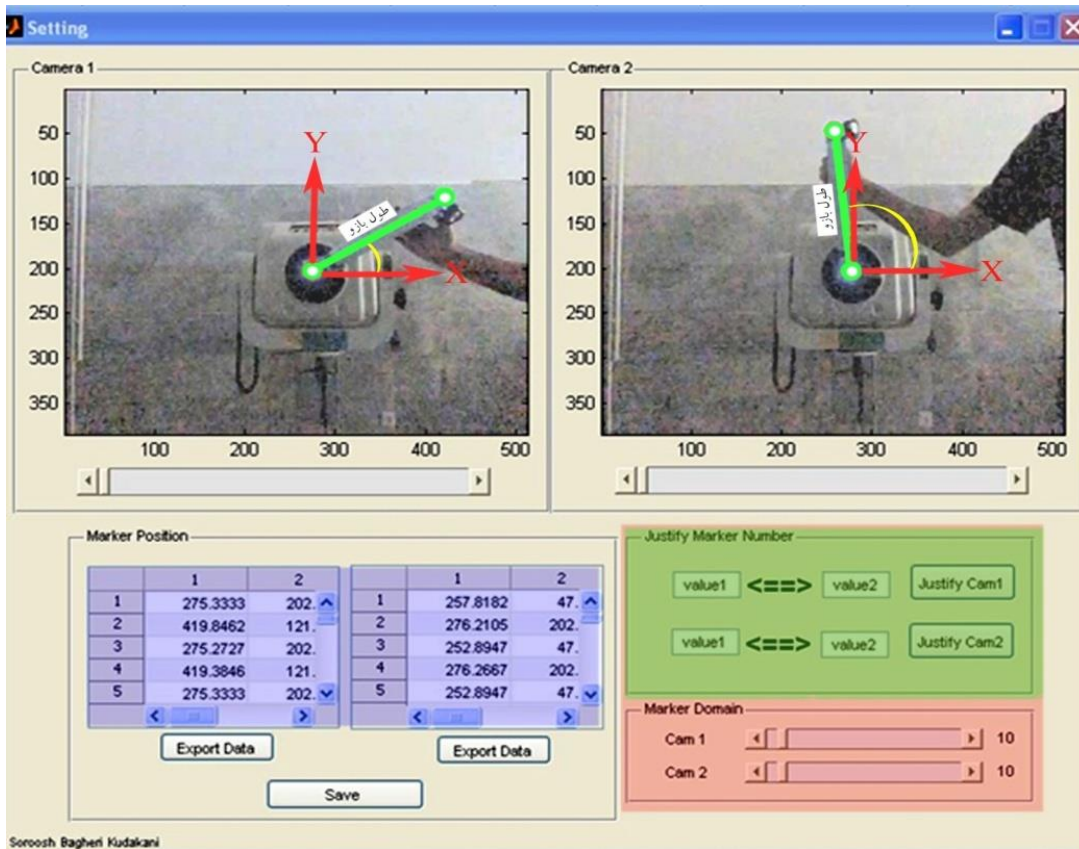 Setting
Camera 1
50
100
150
200
250
300
350
100 200 300 400 500
Y
X
طول بازو
Camera 2
50
100
150
200
250
300
350
100 200 300 400 500
Y
X
طول بازو
Marker Position
1 2
1 275.3333 202.
2 419.8462 121.
3 275.2727 202.
4 419.3846 121.
5 275.3333 202.
Export Data
1 2
1 257.8182 47.
2 276.2105 202.
3 252.8947 47.
4 276.2667 202.
5 252.8947 47.
Export Data
Save
Justify Marker Number
value1 <==> value2 Justify Cam1
value1 <==> value2 Justify Cam2
Marker Domain
Cam 1 10
Cam 2 10
Soroosh Bagheri Kudakani